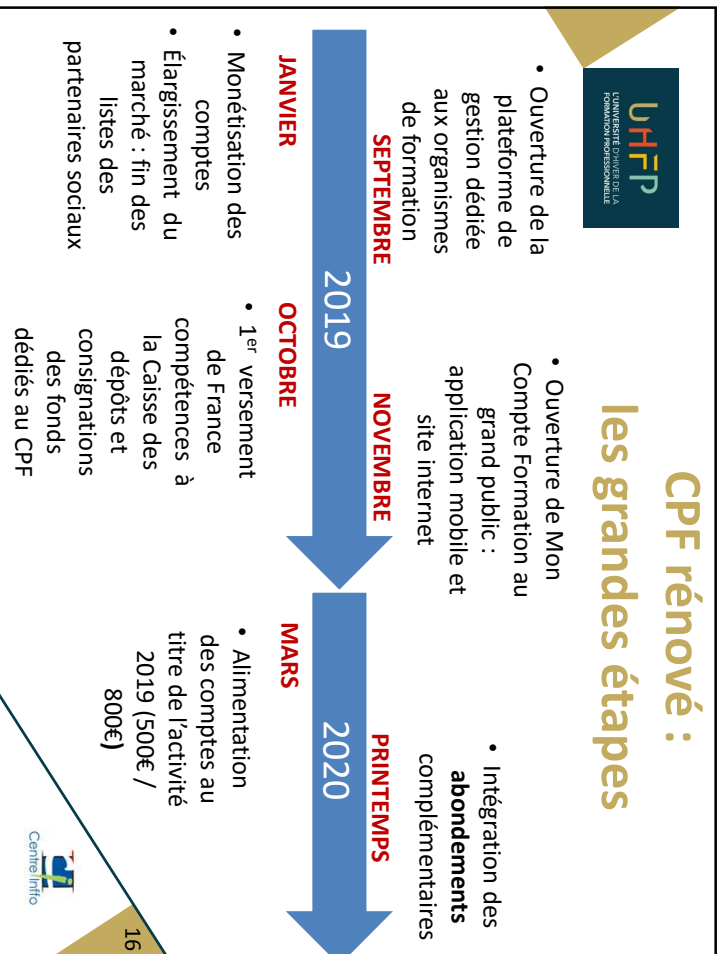 UHFP
L'UNIVERSITÉ D'HIVER DE LA
FORMATION PROFESSIONNELLE
CPF rénové :
les grandes étapes
• Ouverture de la
plateforme de
gestion dédiée
aux organismes
de formation
SEPTEMBRE
• Ouverture de Mon
Compte Formation au
grand public :
application mobile et
site internet
NOVEMBRE
• Intégration des
abondements
complémentaires
PRINTEMPS
2019
2020
JANVIER
• Monétisation des
comptes
• Élargissement du
marché : fin des
listes des
partenaires sociaux
OCTOBRE
• 1er versement
de France
compétences à
la Caisse des
dépôts et
consignations
des fonds
dédiés au CPF
MARS
• Alimentation
des comptes au
titre de l'activité
2019 (500€ /
800€)
Centre Inffo
16